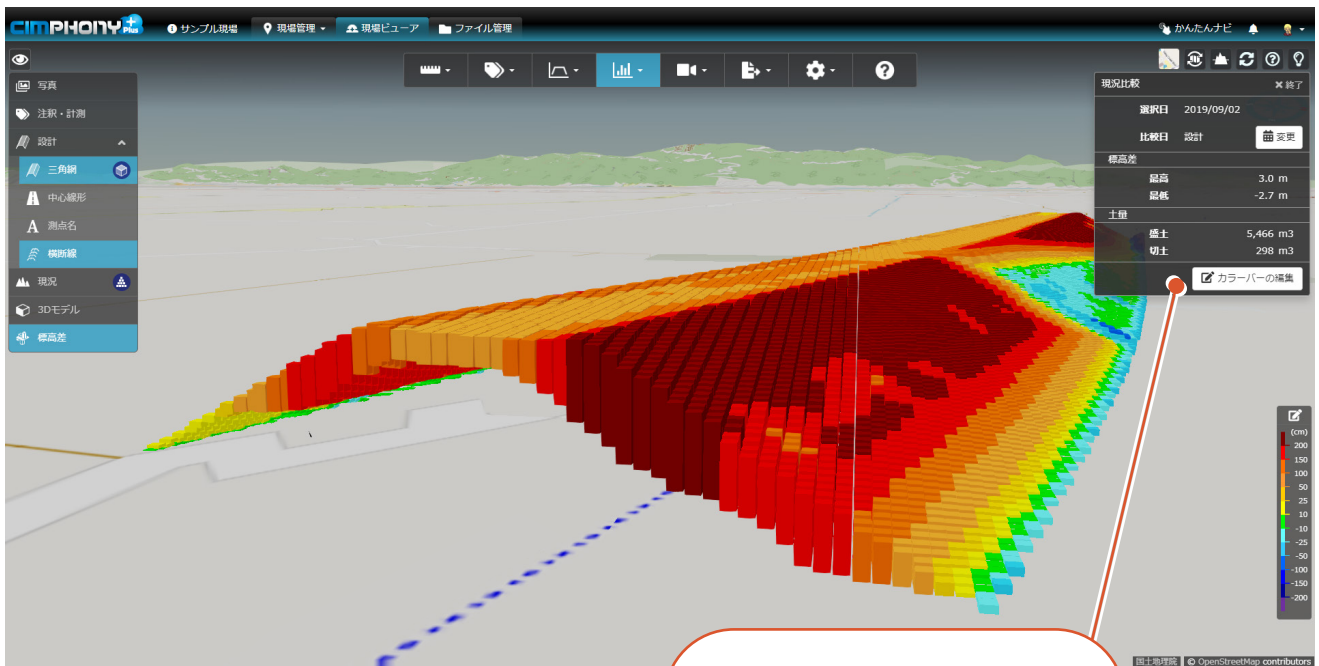 CIMPHONY Plus
サンプル現場
現場管理
現場ビューア
ファイル管理
かんたんナビ
写真
注釈・計測
設計
三角網
中心線形
測点名
横断線
現況
3Dモデル
標高差
現況比較
×終了
選択日 2019/09/02
比較日 設計 変更
標高差
最高 3.0 m
最低 -2.7 m
土量
盛土 5,466 m3
切土 298 m3
カラーバーの編集
(cm)
200
150
100
50
25
10
-10
-25
-50
-100
-150
-200
国土地理院 © OpenStreetMap contributors